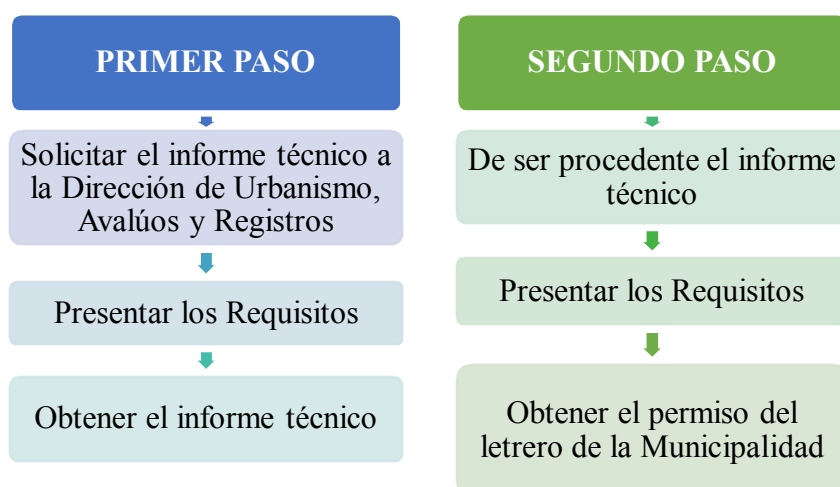 PRIMER PASO
Solicitar el informe técnico a
la Dirección de Urbanismo,
Avalúos y Registros
Presentar los Requisitos
Obtener el informe técnico
SEGUNDO PASO
De ser procedente el informe
técnico
Presentar los Requisitos
Obtener el permiso del
letrero de la Municipalidad